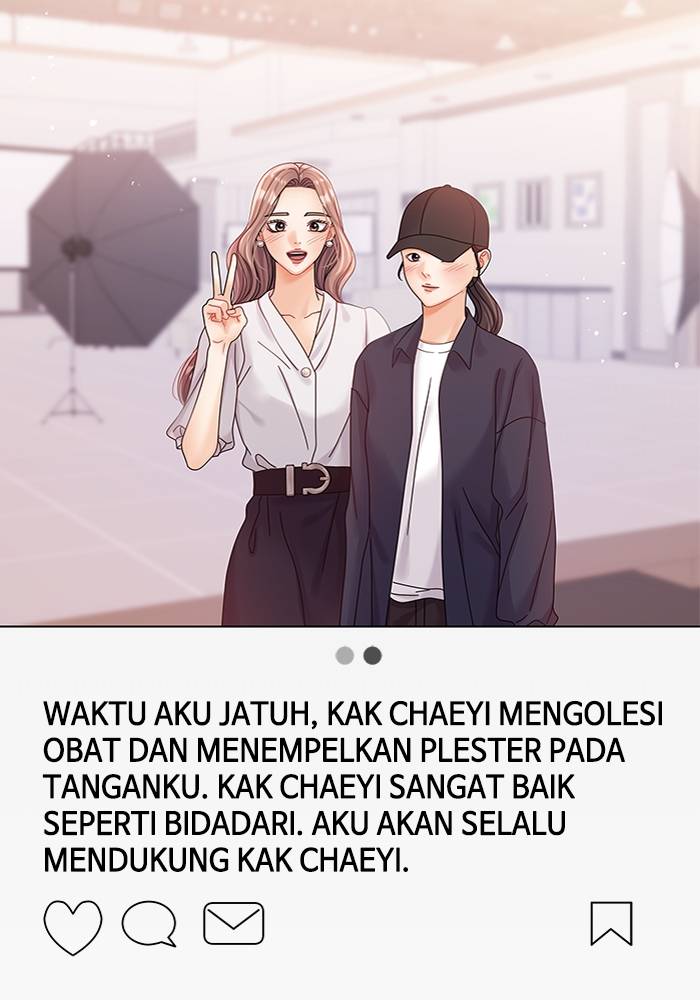 WAKTU AKU JATUH, KAK CHAEYI MENGOLESI
OBAT DAN MENEMPELKAN PLESTER PADA
TANGANKU. KAK CHAEYI SANGAT BAIK
SEPERTI BIDADARI. AKU AKAN SELALU
MENDUKUNG KAK CHAEYI.